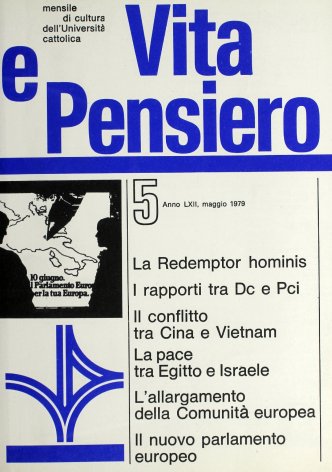 mensile
di cultura
dell'Università
cattolica
Vita
e Pensiero
5
Anno LXII, maggio 1979
10 giugno.
Il Parlamento Euro
per la tua Europa.
La Redemptor hominis
I rapporti tra Dc e Pci
Il conflitto
tra Cina e Vietnam
La pace
tra Egitto e Israele
L'allargamento
della Comunità europea
Il nuovo parlamento
europeo